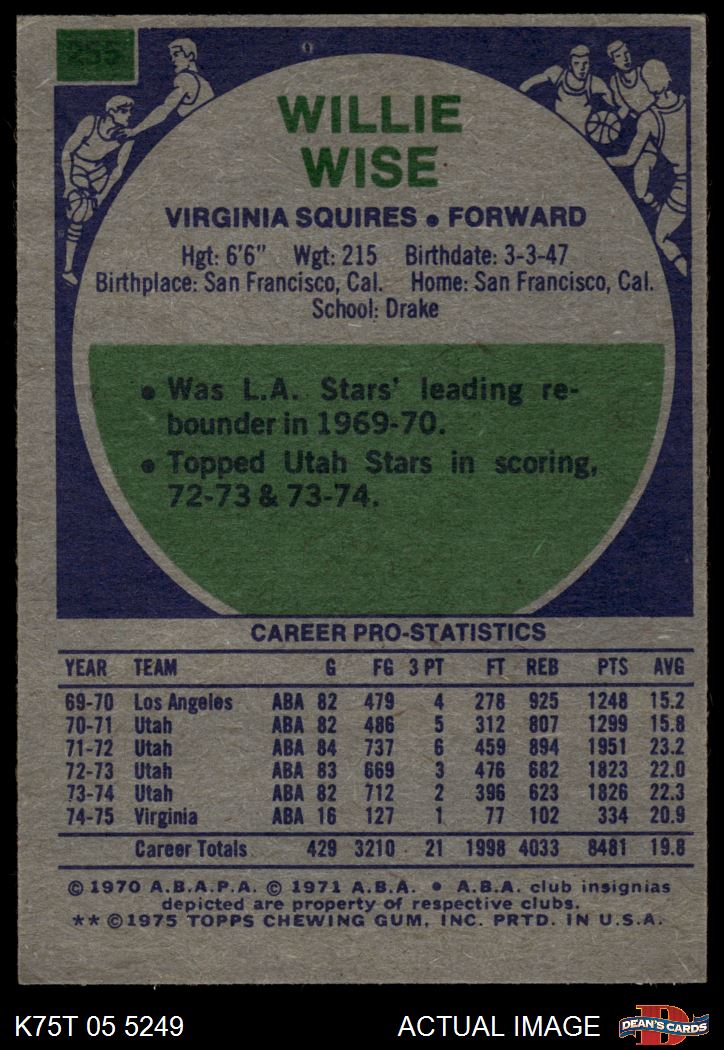 255
WILLIE
WISE
VIRGINIA SQUIRES • FORWARD
Hgt: 6'6" Wgt: 215 Birthdate: 3-3-47
Birthplace: San Francisco, Cal. Home: San Francisco, Cal.
School: Drake
• Was L.A. Stars' leading re-
bounder in 1969-70.
• Topped Utah Stars in scoring,
72-73 & 73-74.
CAREER PRO-STATISTICS
YEAR TEAM G FG 3 PT FT REB PTS AVG
69-70 Los Angeles ABA 82 479 4 278 925 1248 15.2
70-71 Utah ABA 82 486 5 312 807 1299 15.8
71-72 Utah ABA 84 737 6 459 894 1951 23.2
72-73 Utah ABA 83 669 3 476 682 1823 22.0
73-74 Utah ABA 82 712 2 396 623 1826 22.3
74-75 Virginia ABA 16 127 1 77 102 334 20.9
Career Totals 429 3210 21 1998 4033 8481 19.8
© 1970 A.B.A.P.A. © 1971 A.B.A. • A.B.A. club insignias
depicted are property of respective clubs.
** © 1975 TOPPS CHEWING GUM, INC. PRTD. IN U.S.A.
K75T 05 5249 ACTUAL IMAGE D DEAN'S CARDS